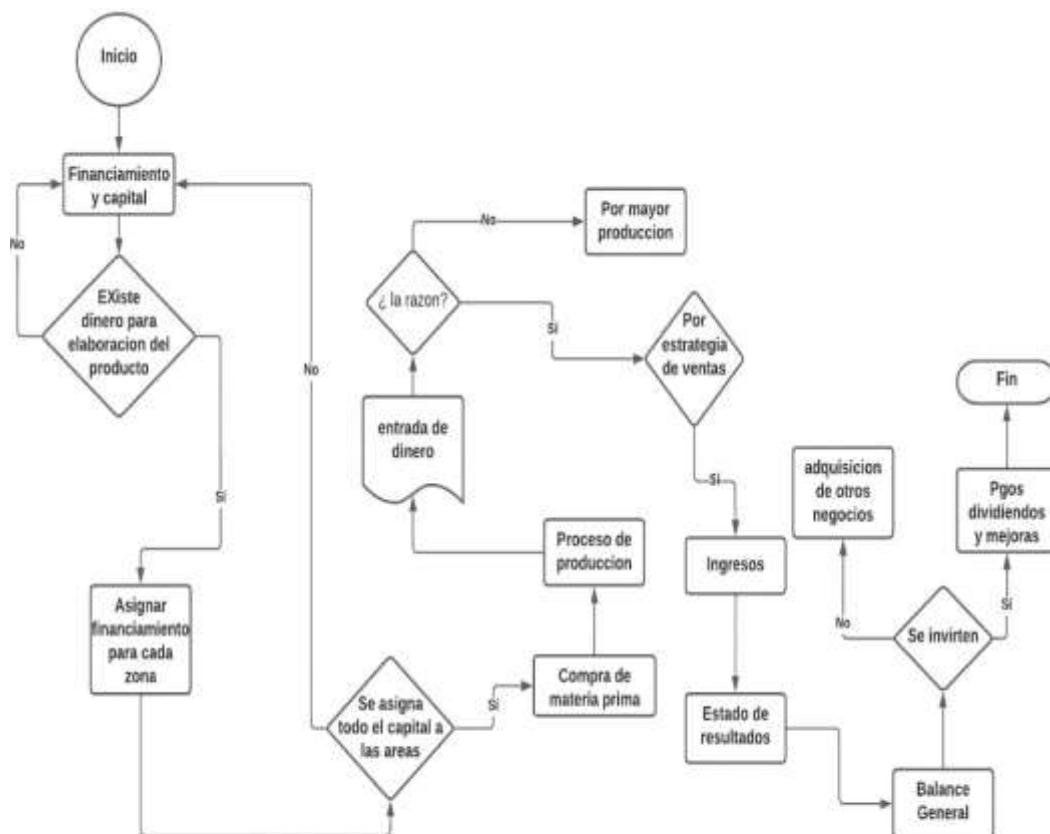 Inicio
Financiamiento
y capital
No
EXiste
dinero para
elaboracion del
producto
Si
Asignar
financiamiento
para cada
zona
No
Se asigna
todo el capital a
las areas
Si
Compra de
materia prima
Proceso de
produccion
entrada de
dinero
¿ la razon?
No
Por mayor
produccion
Si
Por
estrategia
de ventas
Si
Ingresos
Estado de
resultados
Balance
General
Se invirten
No
adquisicion
de otros
negocios
Si
Pgos
dividendos
y mejoras
Fin